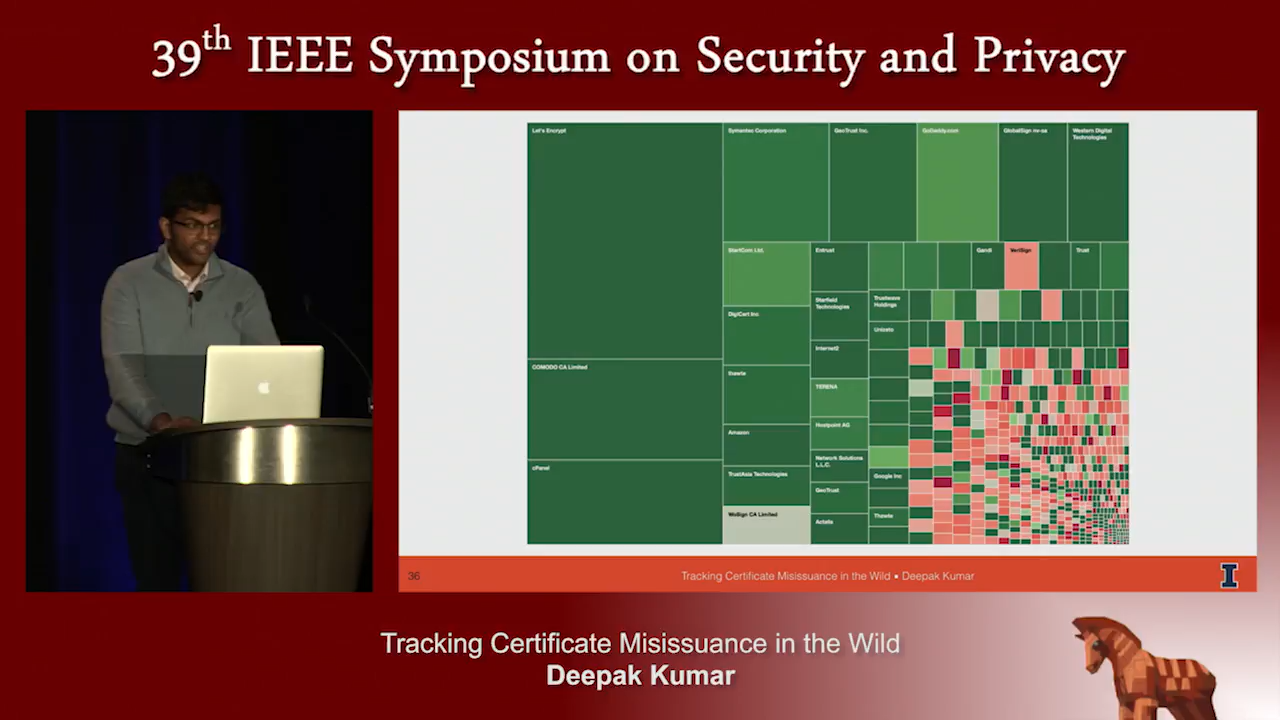 39th IEEE Symposium on Security and Privacy
Let's Encrypt
Symantec Corporation
GeoTrust Inc.
GoDaddy.com
GlobalSign nv-sa
Western Digital
Technologies
StartCom Ltd.
Entrust
Gandi
VeriSign
Trust
DigiCert Inc
Starfield
Technologies
Trustwave
Holdings
Unizeto
Internet2
COMODO CA Limited
thawte
TERENA
Hostpoint AG
Amazon
Network Solutions
L.L.C.
cPanel
TrustAsia Technologies
Google Inc
GeoTrust
WoSign CA Limited
Actalis
Thawte
36
Tracking Certificate Misissuance in the Wild • Deepak Kumar
I
Tracking Certificate Misissuance in the Wild
Deepak Kumar